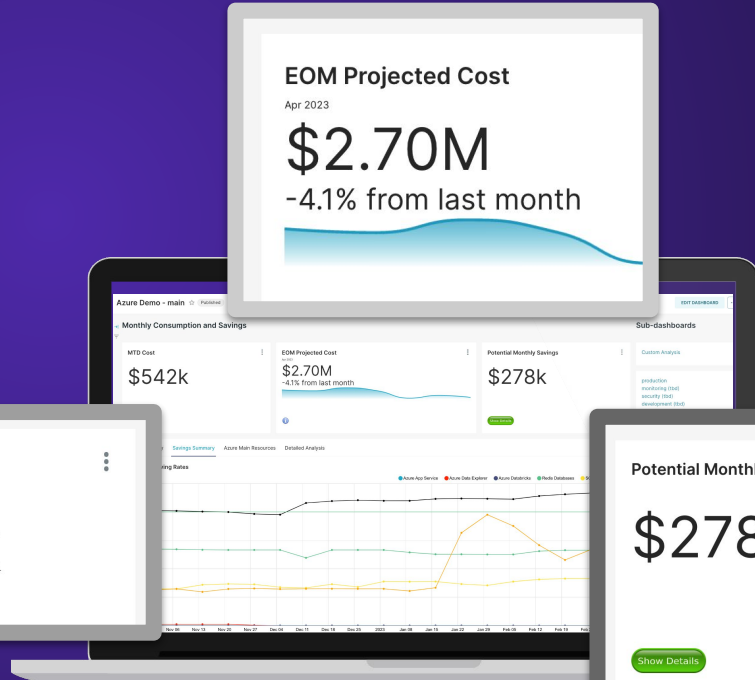 EOM Projected Cost
Apr 2023
$2.70M
-4.1% from last month
Azure Demo - main
Published
EDIT DASHBOARD
Monthly Consumption and Savings
Sub-dashboards
MTD Cost
$542k
EOM Projected Cost
Apr 2023
$2.70M
-4.1% from last month
Potential Monthly Savings
$278k
Show Details
Custom Analysis
production
monitoring (tbd)
security (tbd)
development (tbd)
Savings Summary
Azure Main Resources
Detailed Analysis
Rates
Azure App Service
Azure Data Explorer
Azure Databricks
Redis Databases
Nov 06
Nov 13
Nov 20
Nov 27
Dec 04
Dec 11
Dec 18
Dec 25
2023
Jan 08
Jan 15
Jan 22
Jan 29
Feb 05
Feb 12
Feb 19
Potential Monthl
$278
Show Details